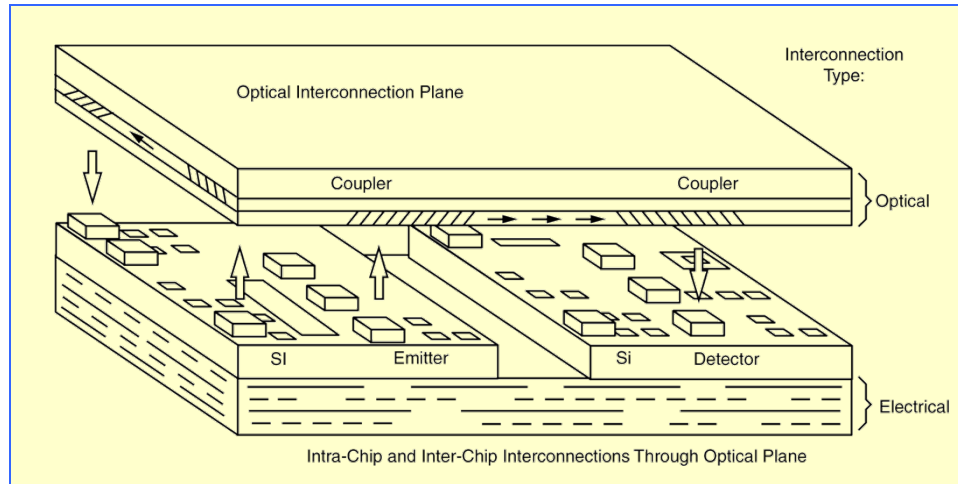 Interconnection
Type:
Optical Interconnection Plane
Coupler
Coupler
Optical
SI
Emitter
Si
Detector
Electrical
Intra-Chip and Inter-Chip Interconnections Through Optical Plane